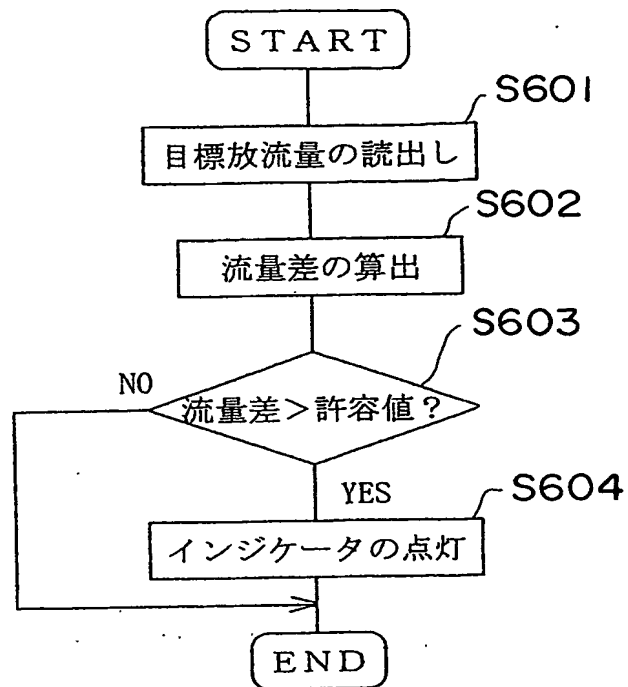 START
S601
目標放流量の読出し
S602
流量差の算出
S603
NO
流量差>許容値?
YES
S604
インジケータの点灯
END